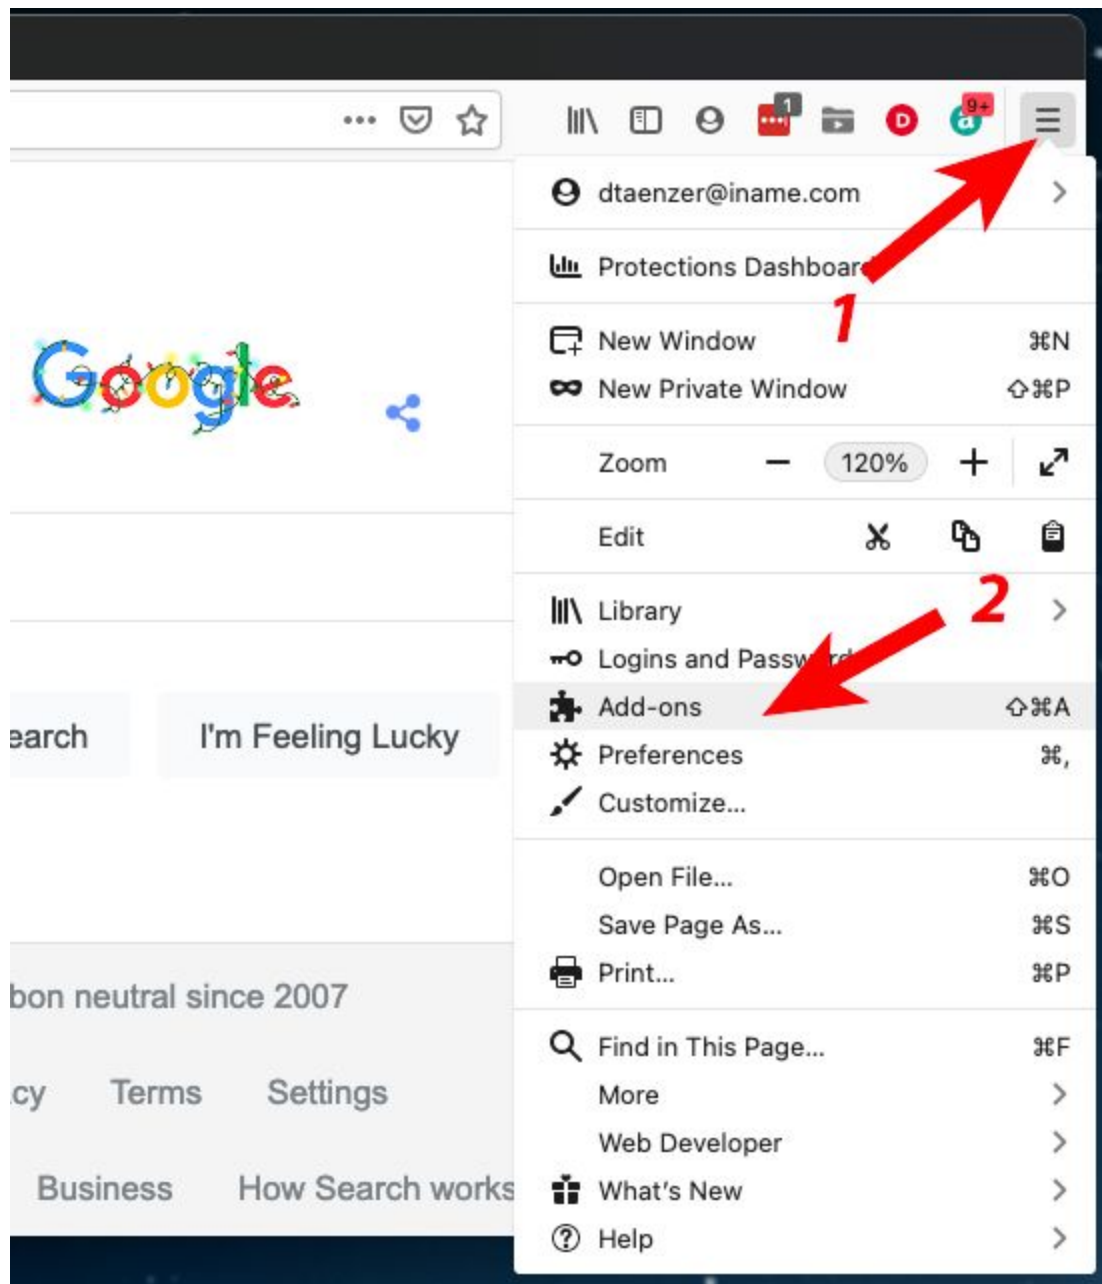 1
9+
dtaenzer@iname.com
Protections Dashboard
1
New Window ⌘N
New Private Window ⇧⌘P
Google
Zoom − 120% +
Edit
2
Library
Logins and Passwords
Add-ons ⇧⌘A
earch I'm Feeling Lucky
Preferences ⌘,
Customize...
Open File... ⌘O
Save Page As... ⌘S
Print... ⌘P
bon neutral since 2007
Find in This Page... ⌘F
cy Terms Settings
More
Web Developer
Business How Search works
What's New
Help